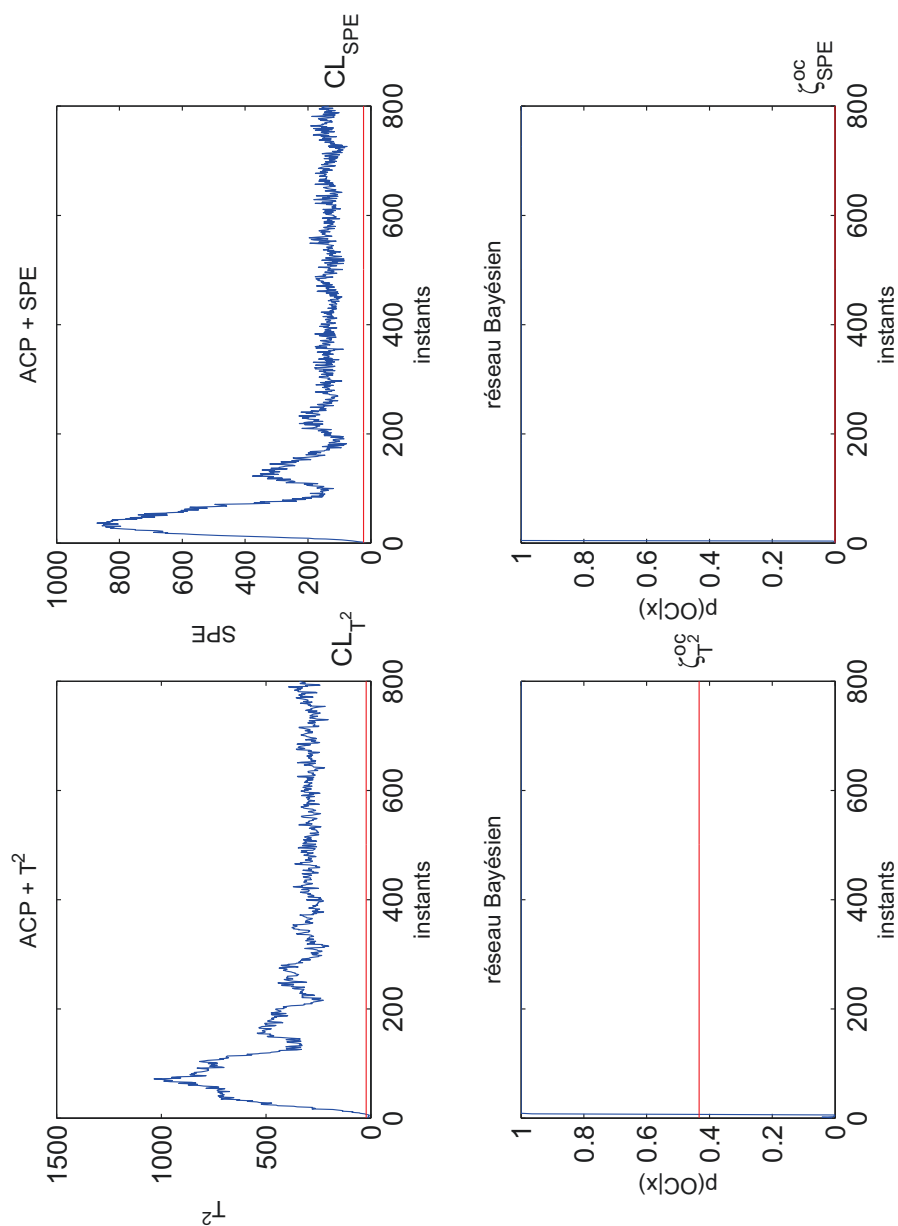 ACP + T²
T²
1500
1000
500
0
0
200
400
600
800
instants
CL_T²
ACP + SPE
SPE
1000
800
600
400
200
0
0
200
400
600
800
instants
CL_SPE
réseau Bayésien
p(OC|x)
1
0.8
0.6
0.4
0.2
0
0
200
400
600
800
instants
ζ^oc_T²
réseau Bayésien
p(OC|x)
1
0.8
0.6
0.4
0.2
0
0
200
400
600
800
instants
ζ^oc_SPE